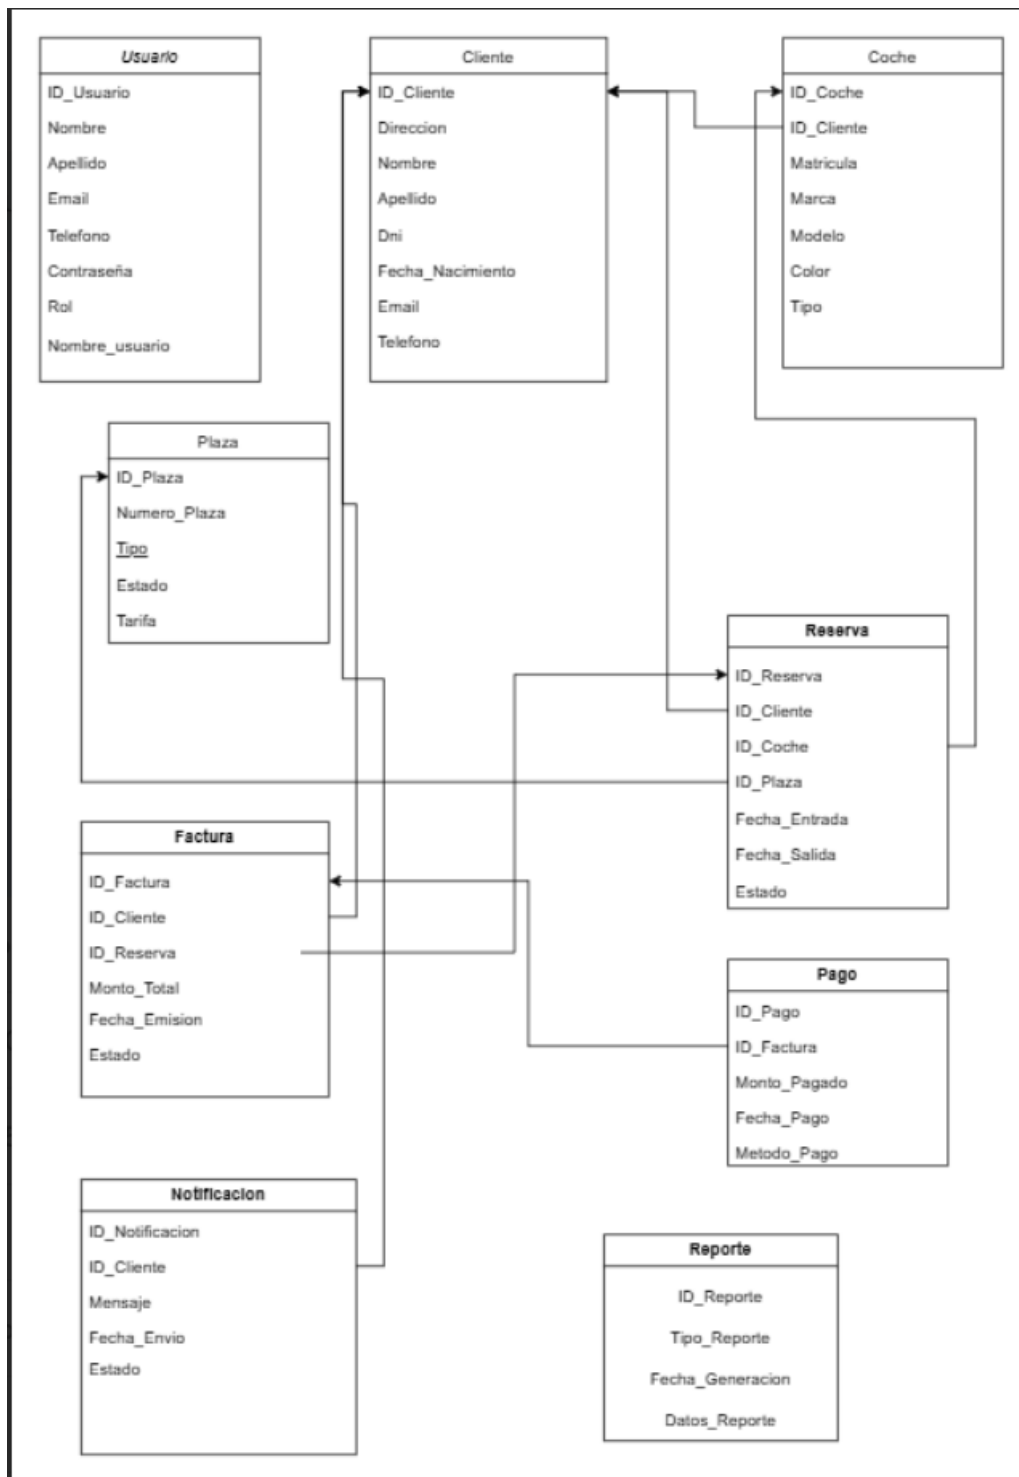 Usuario
ID_Usuario
Nombre
Apellido
Email
Telefono
Contraseña
Rol
Nombre_usuario
Cliente
ID_Cliente
Direccion
Nombre
Apellido
Dni
Fecha_Nacimiento
Email
Telefono
Coche
ID_Coche
ID_Cliente
Matricula
Marca
Modelo
Color
Tipo
Plaza
ID_Plaza
Numero_Plaza
Tipo
Estado
Tarifa
Reserva
ID_Reserva
ID_Cliente
ID_Coche
ID_Plaza
Fecha_Entrada
Fecha_Salida
Estado
Factura
ID_Factura
ID_Cliente
ID_Reserva
Monto_Total
Fecha_Emision
Estado
Pago
ID_Pago
ID_Factura
Monto_Pagado
Fecha_Pago
Metodo_Pago
Notificacion
ID_Notificacion
ID_Cliente
Mensaje
Fecha_Envio
Estado
Reporte
ID_Reporte
Tipo_Reporte
Fecha_Generacion
Datos_Reporte